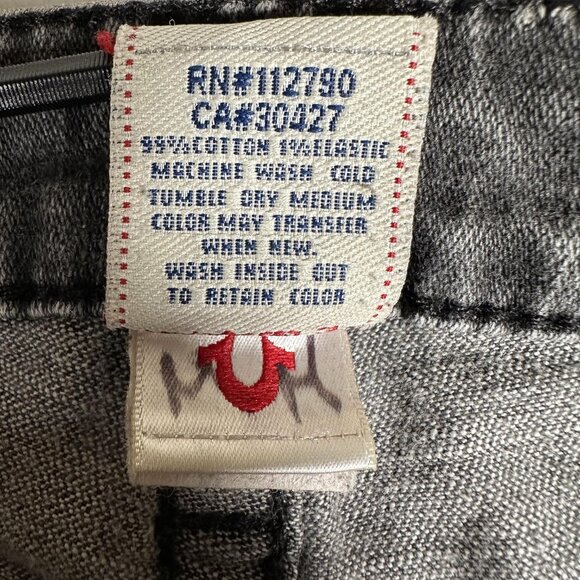 RN#112790
CA#30427
99%COTTON 1%ELASTIC
MACHINE WASH COLD
TUMBLE DRY MEDIUM
COLOR MAY TRANSFER
WHEN NEW.
WASH INSIDE OUT
TO RETAIN COLOR